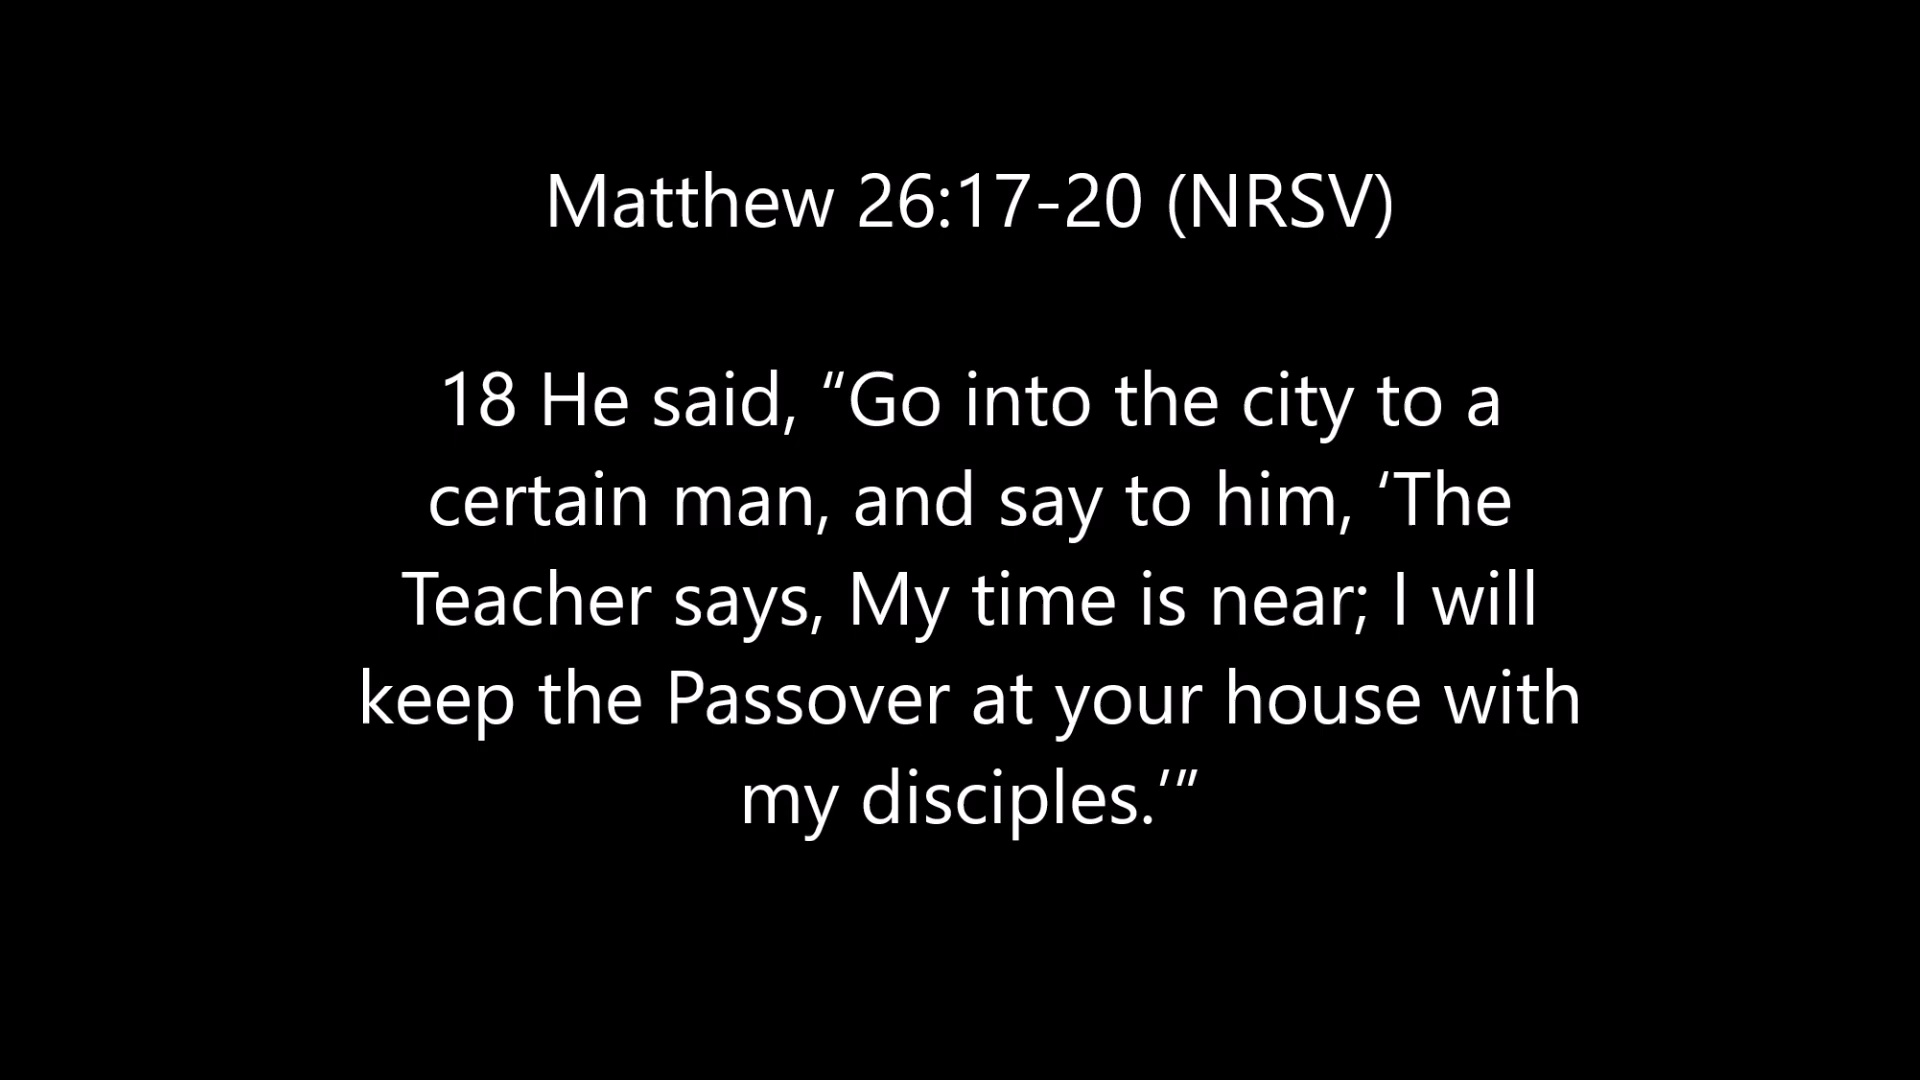 Matthew 26:17-20 (NRSV)
18 He said, “Go into the city to a
certain man, and say to him, ‘The
Teacher says, My time is near; I will
keep the Passover at your house with
my disciples.’”